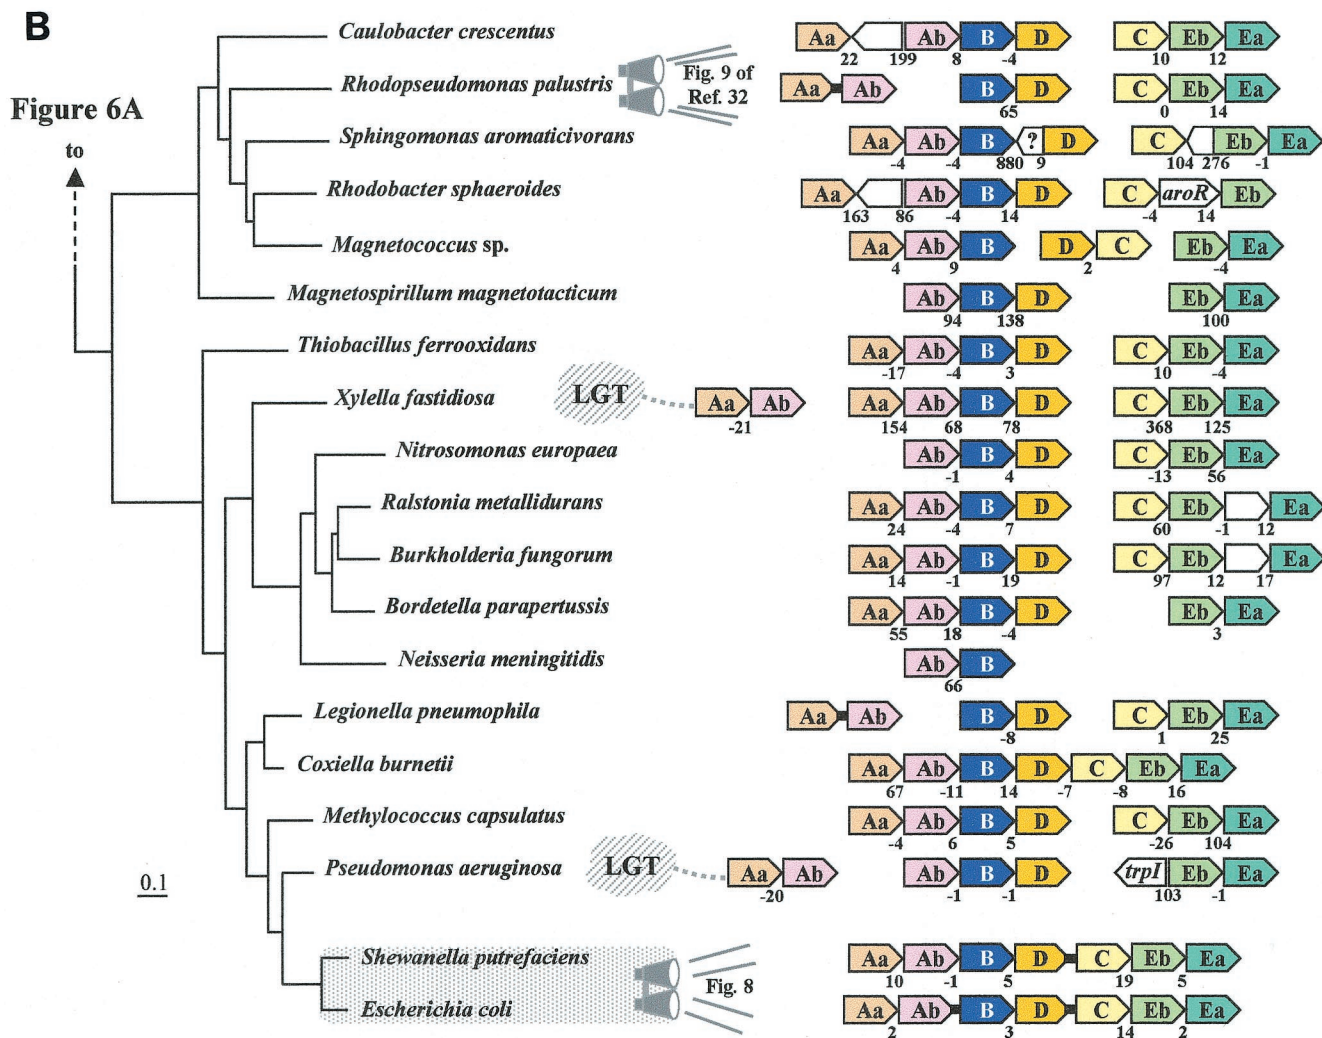 B
Figure 6A
to
0.1
Caulobacter crescentus
Aa Ab B D C Eb Ea
22 199 8 -4 10 12
Rhodopseudomonas palustris
Fig. 9 of
Ref. 32
Aa Ab B D C Eb Ea
65 0 14
Sphingomonas aromaticivorans
Aa Ab B ? D C Eb Ea
-4 -4 880 9 104 276 -1
Rhodobacter sphaeroides
Aa Ab B D C aroR Eb
163 86 -4 14 -4 14
Magnetococcus sp.
Aa Ab B D C Eb Ea
4 9 2 -4
Magnetospirillum magnetotacticum
Ab B D Eb Ea
94 138 100
Thiobacillus ferrooxidans
Aa Ab B D C Eb Ea
-17 -4 3 10 -4
Xylella fastidiosa
LGT
Aa Ab Aa Ab B D C Eb Ea
-21 154 68 78 368 125
Nitrosomonas europaea
Ab B D C Eb Ea
-1 4 -13 56
Ralstonia metallidurans
Aa Ab B D C Eb Ea
24 -4 7 60 -1 12
Burkholderia fungorum
Aa Ab B D C Eb Ea
14 -1 19 97 12 17
Bordetella parapertussis
Aa Ab B D Eb Ea
55 18 -4 3
Neisseria meningitidis
Ab B
66
Legionella pneumophila
Aa Ab B D C Eb Ea
-8 1 25
Coxiella burnetii
Aa Ab B D C Eb Ea
67 -11 14 -7 -8 16
Methylococcus capsulatus
Aa Ab B D C Eb Ea
-4 6 5 -26 104
Pseudomonas aeruginosa
LGT
Aa Ab Ab B D trpI Eb Ea
-20 -1 -1 103 -1
Shewanella putrefaciens
Aa Ab B D C Eb Ea
10 -1 5 19 5
Fig. 8
Escherichia coli
Aa Ab B D C Eb Ea
2 3 14 2